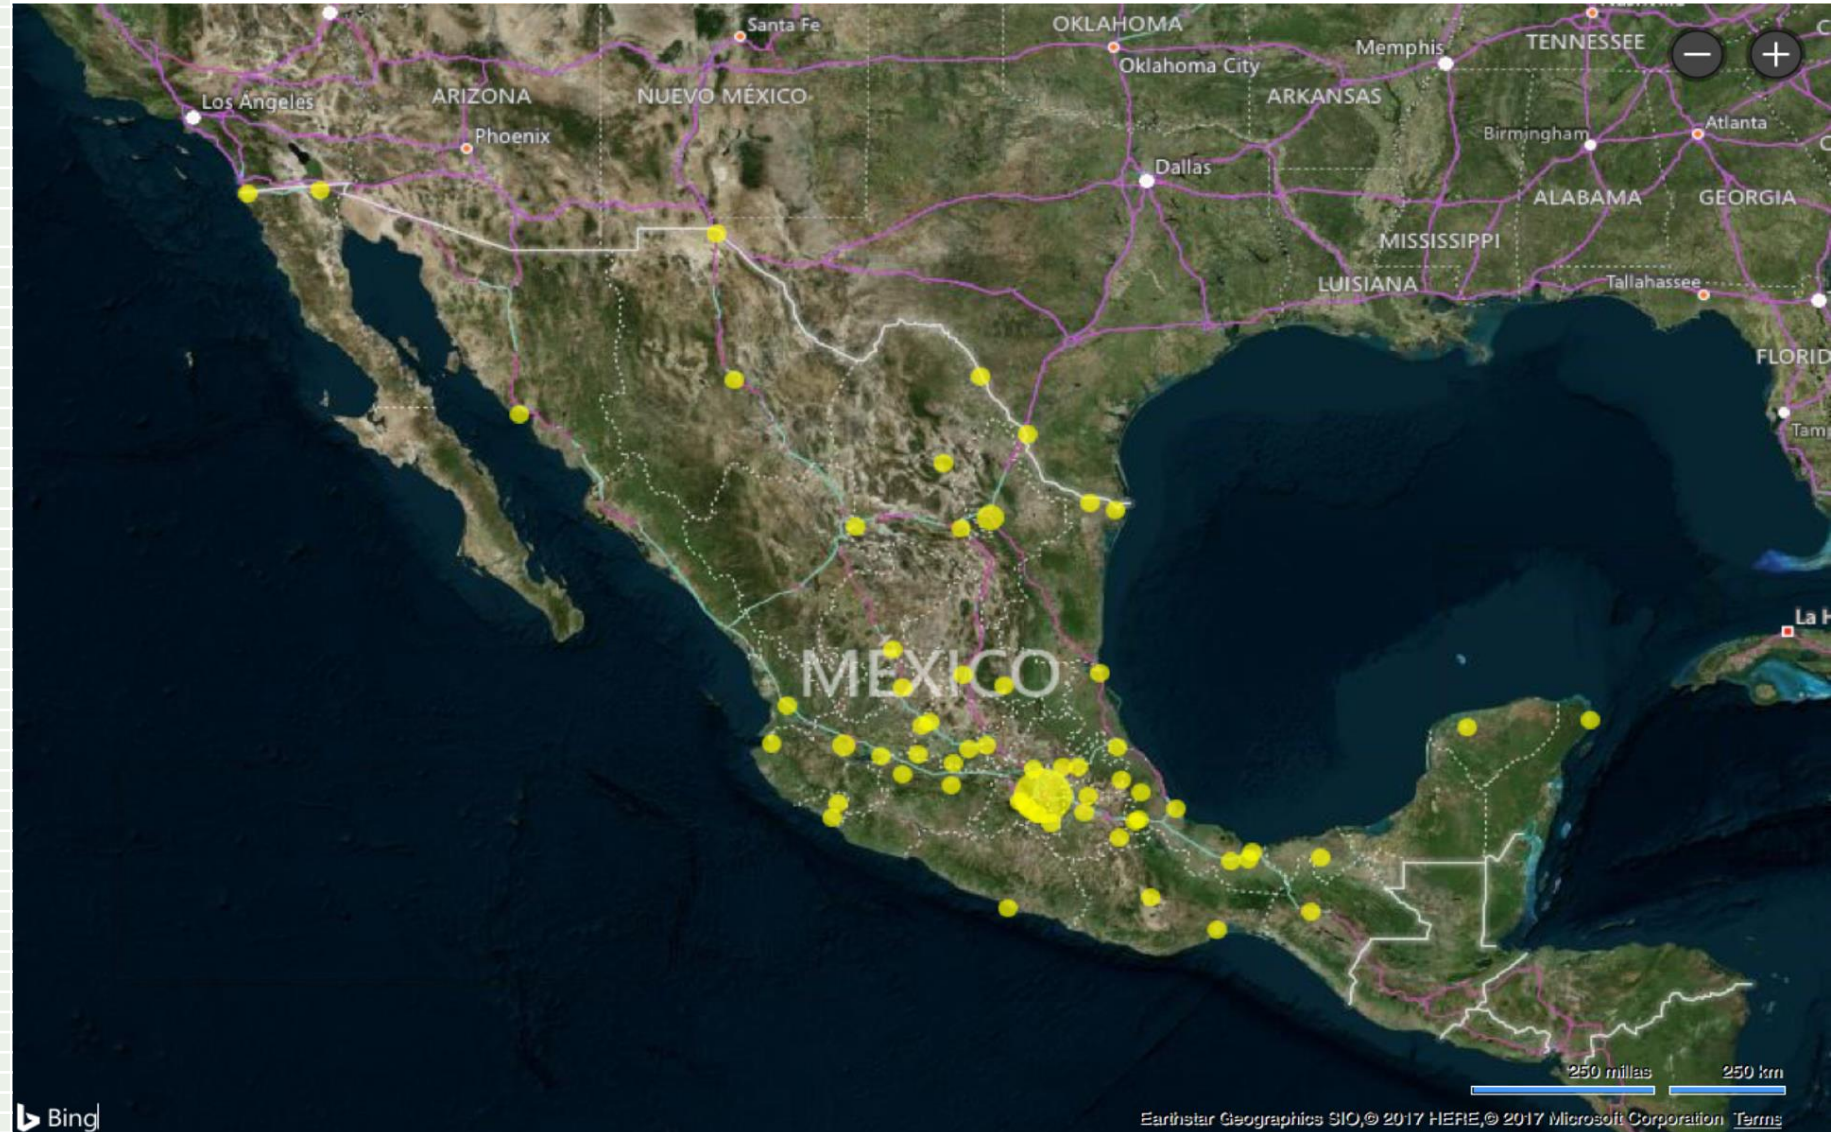 Santa Fe
OKLAHOMA
Memphis
TENNESSEE
Oklahoma City
Los Ángeles
ARIZONA
NUEVO MÉXICO
ARKANSAS
Phoenix
Birmingham
Atlanta
Dallas
ALABAMA
GEORGIA
MISSISSIPPI
LUISIANA
Tallahassee
FLORID
Tamp
La H
MEXICO
250 millas
250 km
Bing
Earthstar Geographics SIO,© 2017 HERE,© 2017 Microsoft Corporation Terms